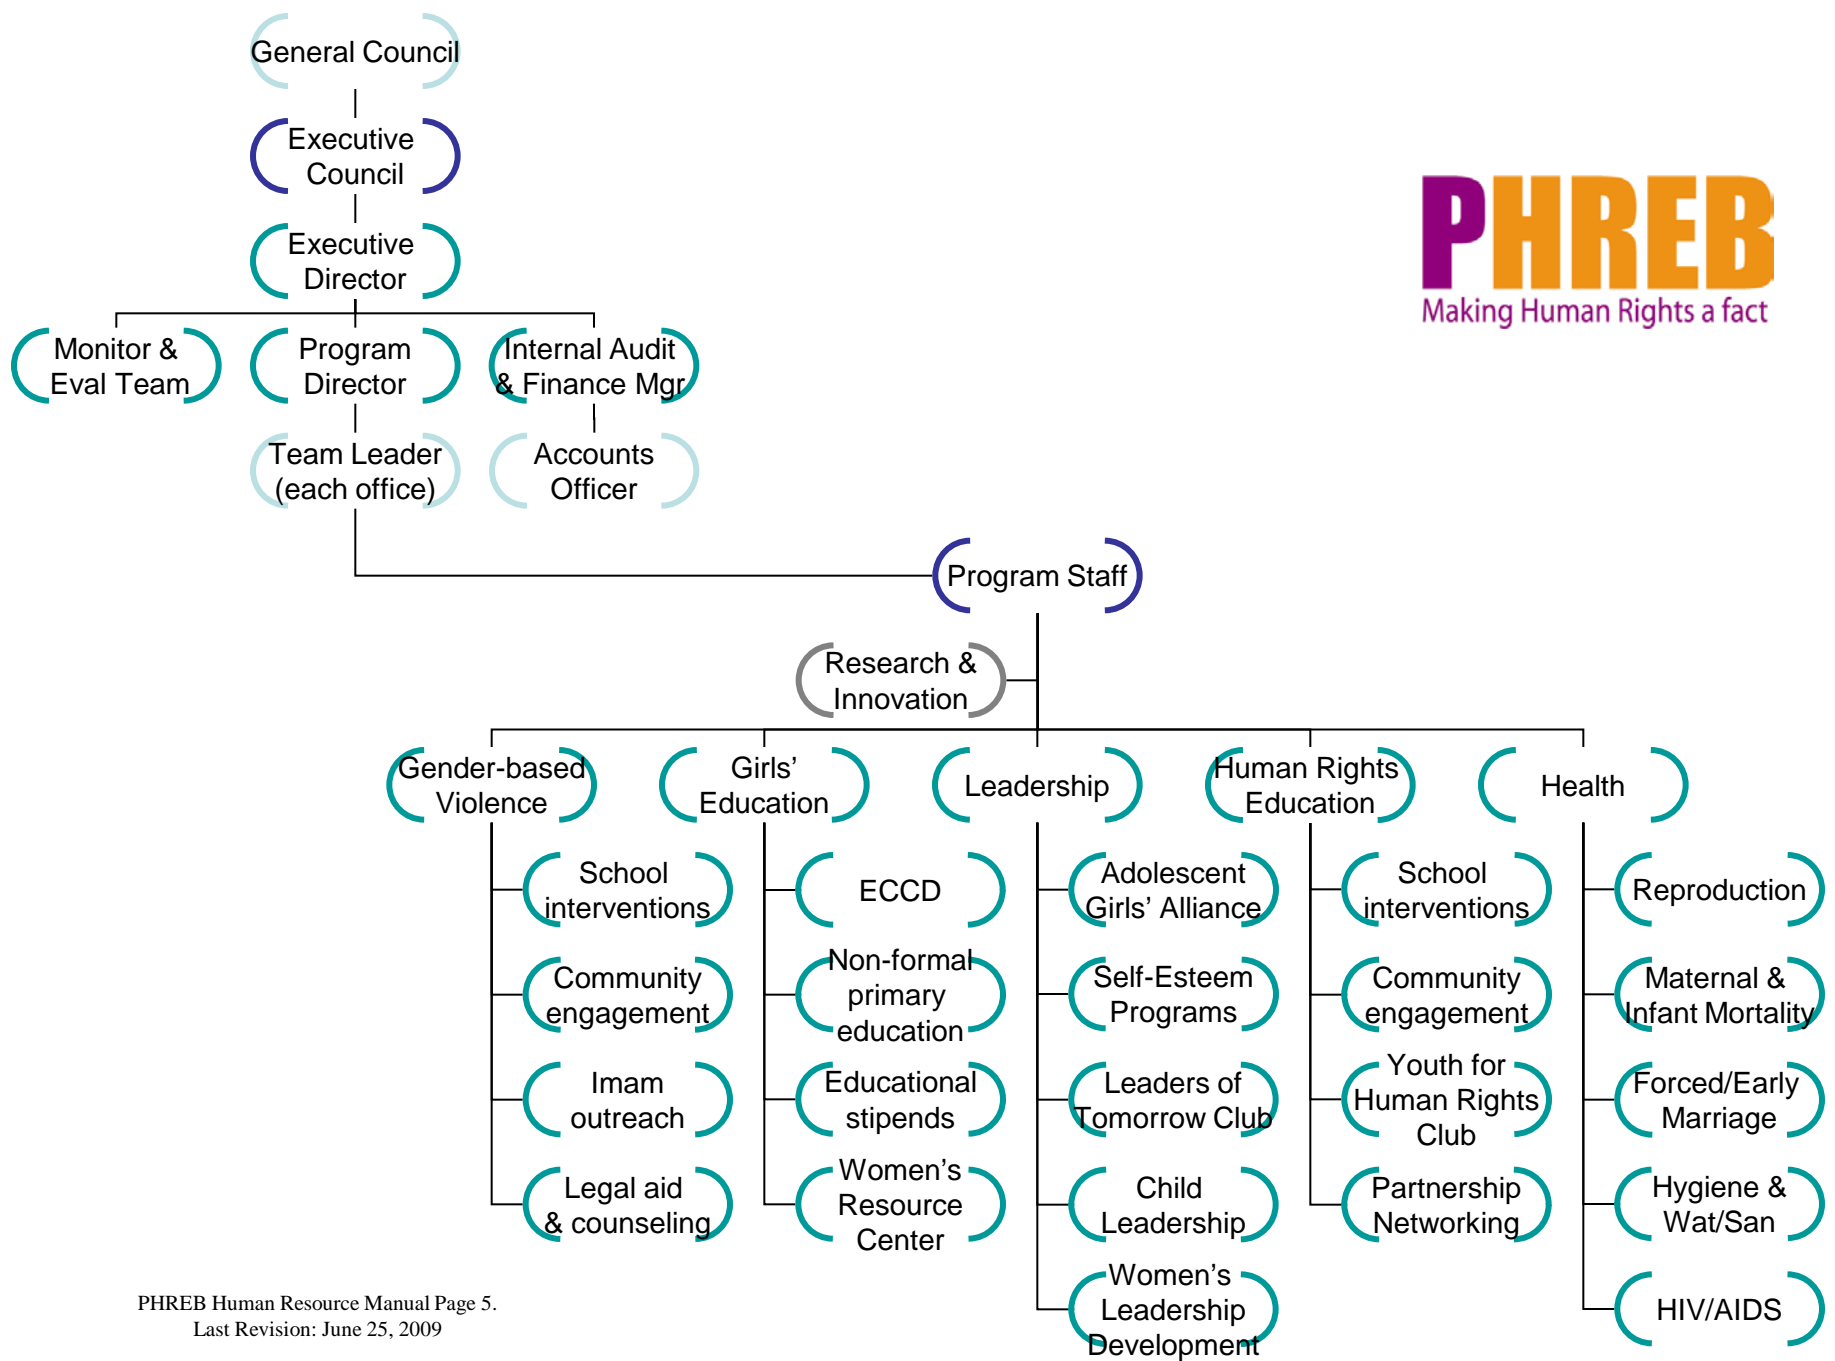 General Council
Executive
Council
Executive
Director
PHREB
Making Human Rights a fact
Monitor &
Eval Team
Program
Director
Internal Audit
& Finance Mgr
Team Leader
(each office)
Accounts
Officer
Program Staff
Research &
Innovation
Gender-based
Violence
Girls’
Education
Leadership
Human Rights
Education
Health
School
interventions
Community
engagement
Imam
outreach
Legal aid
& counseling
ECCD
Non-formal
primary
education
Educational
stipends
Women’s
Resource
Center
Adolescent
Girls’ Alliance
Self-Esteem
Programs
Leaders of
Tomorrow Club
Child
Leadership
Women’s
Leadership
Development
School
interventions
Community
engagement
Youth for
Human Rights
Club
Partnership
Networking
Reproduction
Maternal &
Infant Mortality
Forced/Early
Marriage
Hygiene &
Wat/San
HIV/AIDS
PHREB Human Resource Manual Page 5.
Last Revision: June 25, 2009